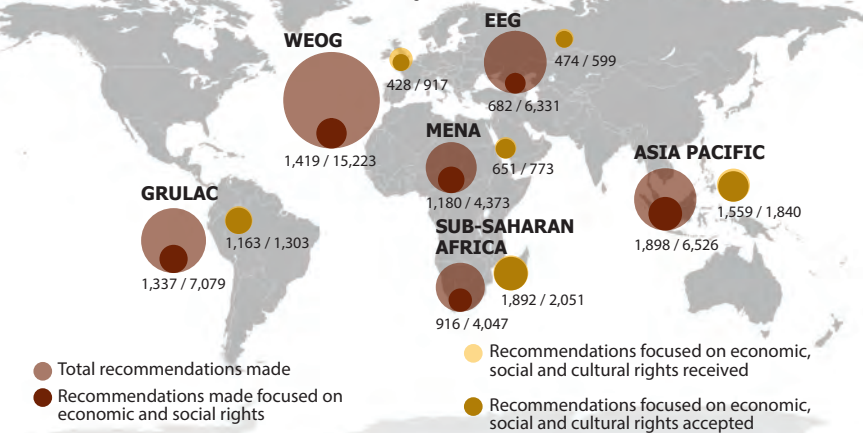 WEOG
1,419 / 15,223
428 / 917
EEG
682 / 6,331
474 / 599
MENA
1,180 / 4,373
651 / 773
ASIA PACIFIC
1,898 / 6,526
1,559 / 1,840
GRULAC
1,337 / 7,079
1,163 / 1,303
SUB-SAHARAN
AFRICA
916 / 4,047
1,892 / 2,051
Total recommendations made
Recommendations made focused on
economic and social rights
Recommendations focused on economic,
social and cultural rights received
Recommendations focused on economic,
social and cultural rights accepted